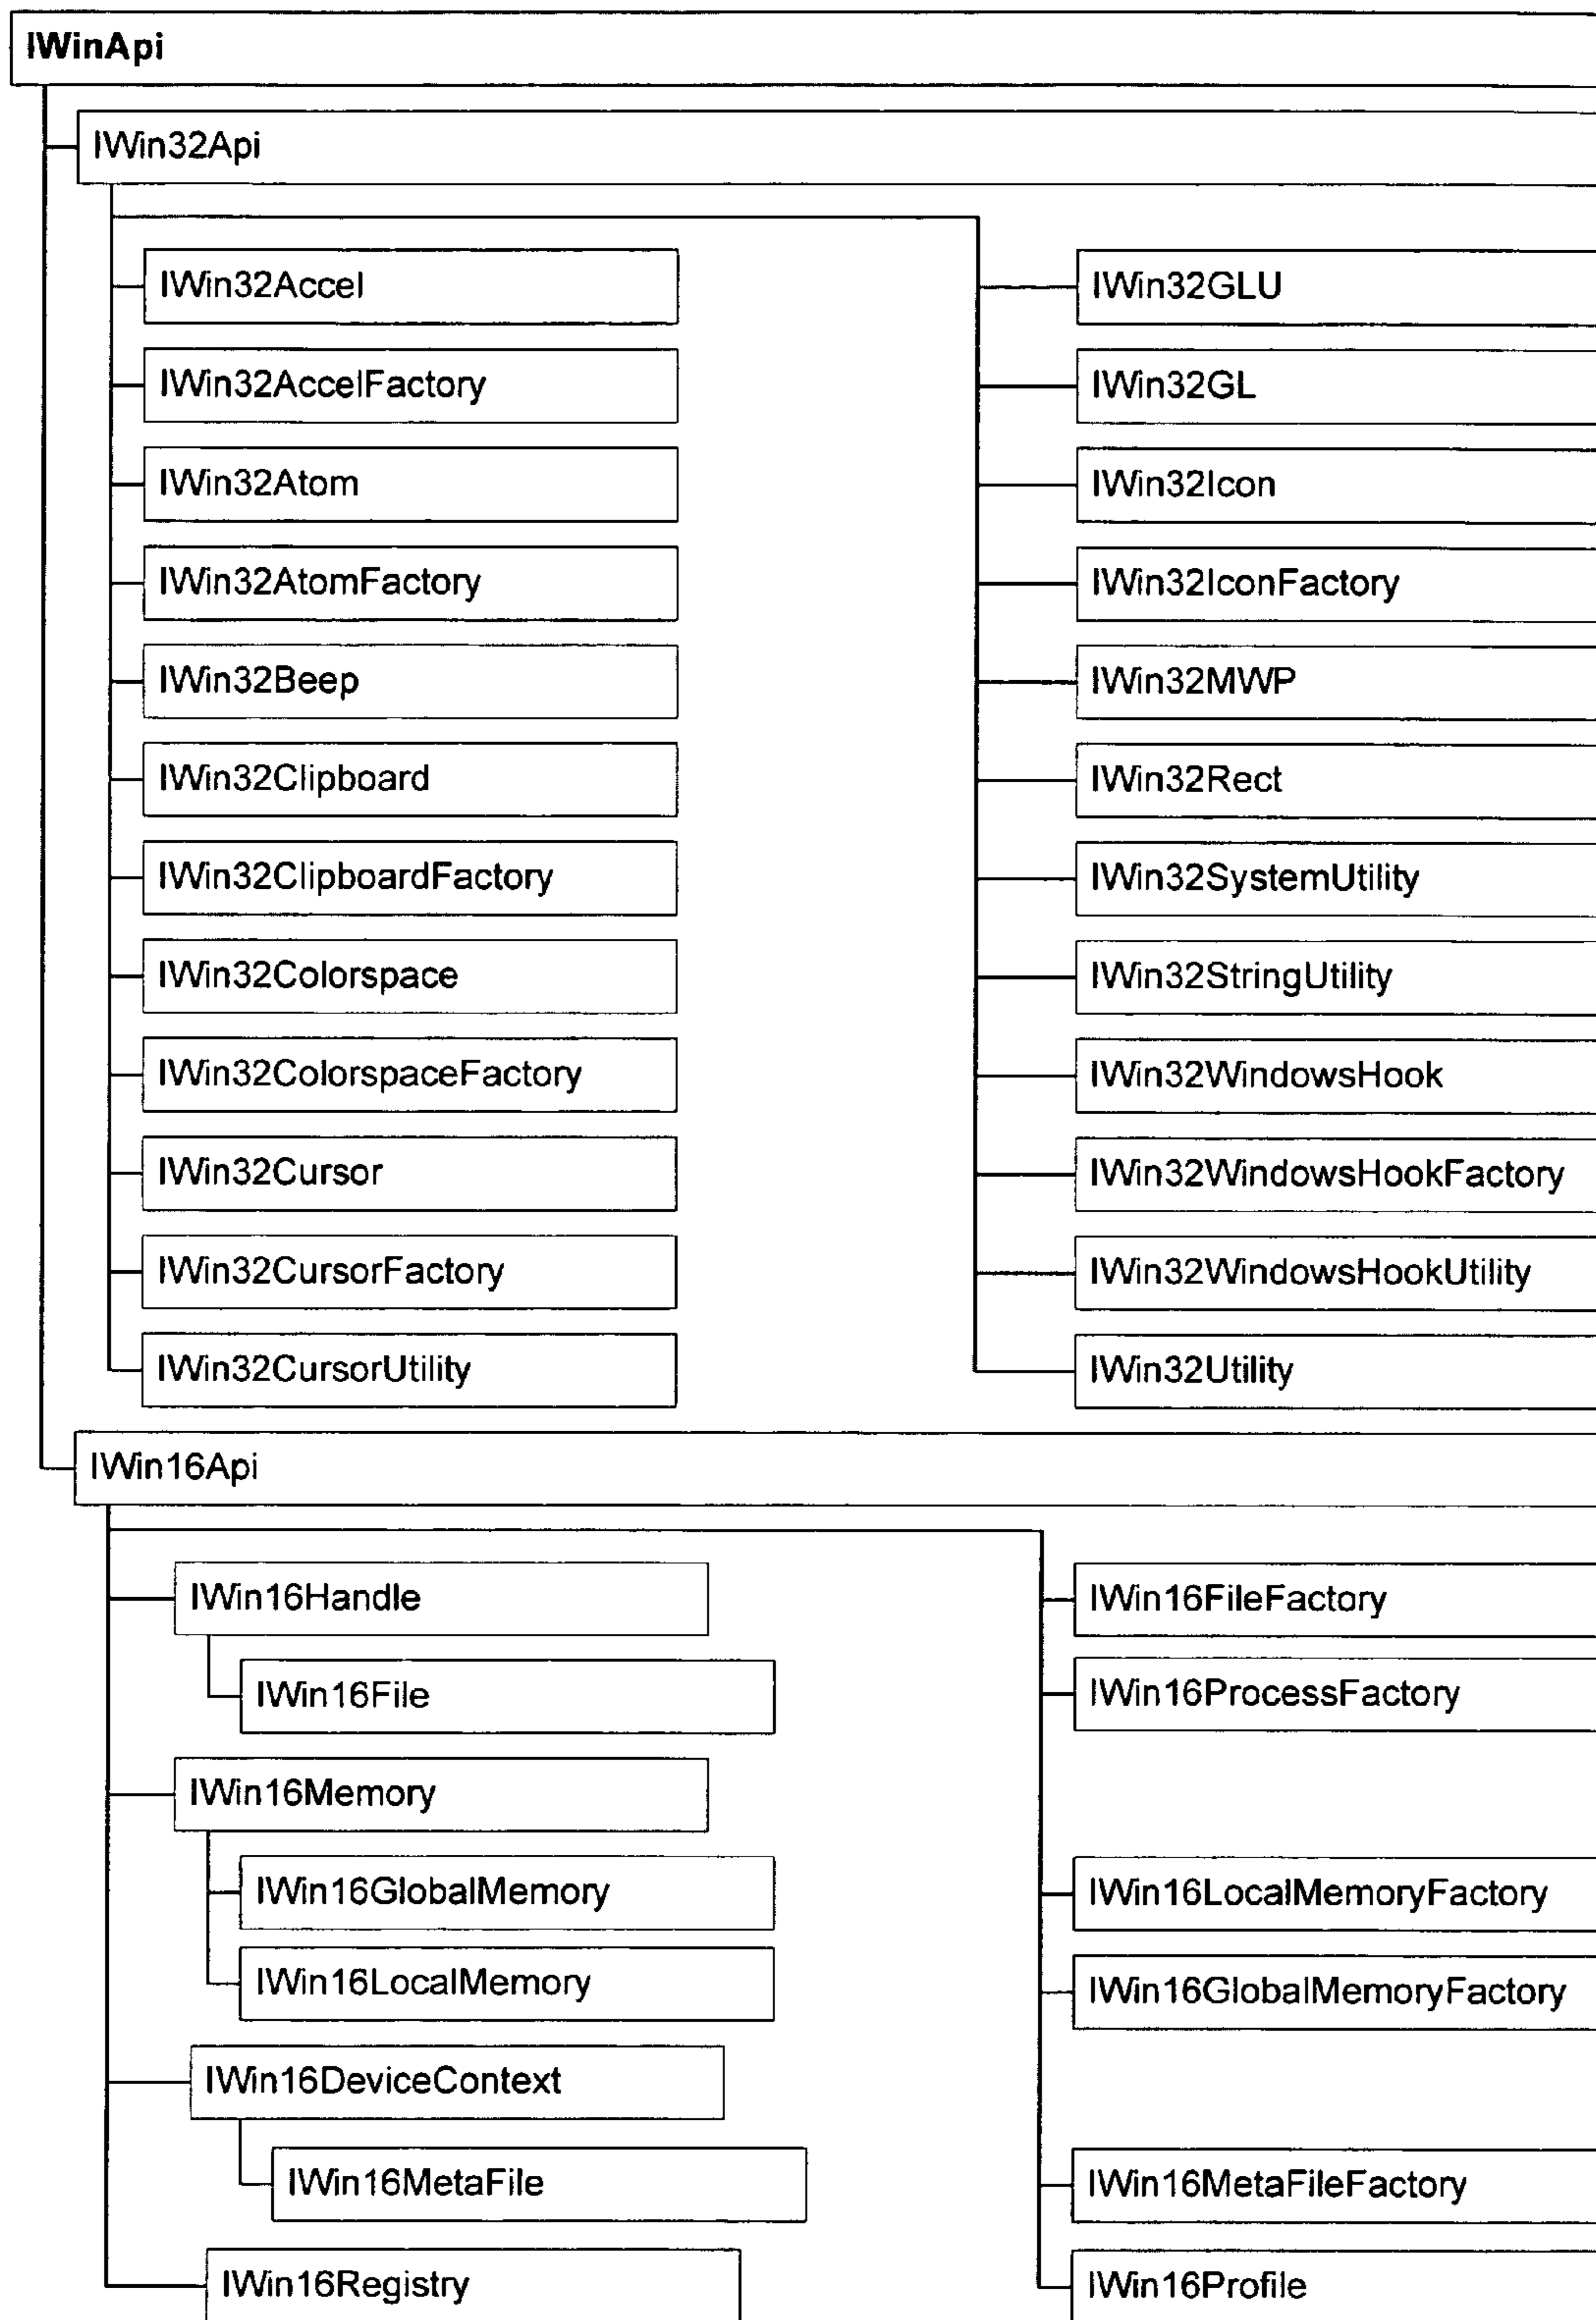 IWinApi
IWin32Api
IWin32Accel
IWin32AccelFactory
IWin32Atom
IWin32AtomFactory
IWin32Beep
IWin32Clipboard
IWin32ClipboardFactory
IWin32Colorspace
IWin32ColorspaceFactory
IWin32Cursor
IWin32CursorFactory
IWin32CursorUtility
IWin32GLU
IWin32GL
IWin32Icon
IWin32IconFactory
IWin32MWP
IWin32Rect
IWin32SystemUtility
IWin32StringUtility
IWin32WindowsHook
IWin32WindowsHookFactory
IWin32WindowsHookUtility
IWin32Utility
IWin16Api
IWin16Handle
IWin16File
IWin16Memory
IWin16GlobalMemory
IWin16LocalMemory
IWin16DeviceContext
IWin16MetaFile
IWin16Registry
IWin16FileFactory
IWin16ProcessFactory
IWin16LocalMemoryFactory
IWin16GlobalMemoryFactory
IWin16MetaFileFactory
IWin16Profile